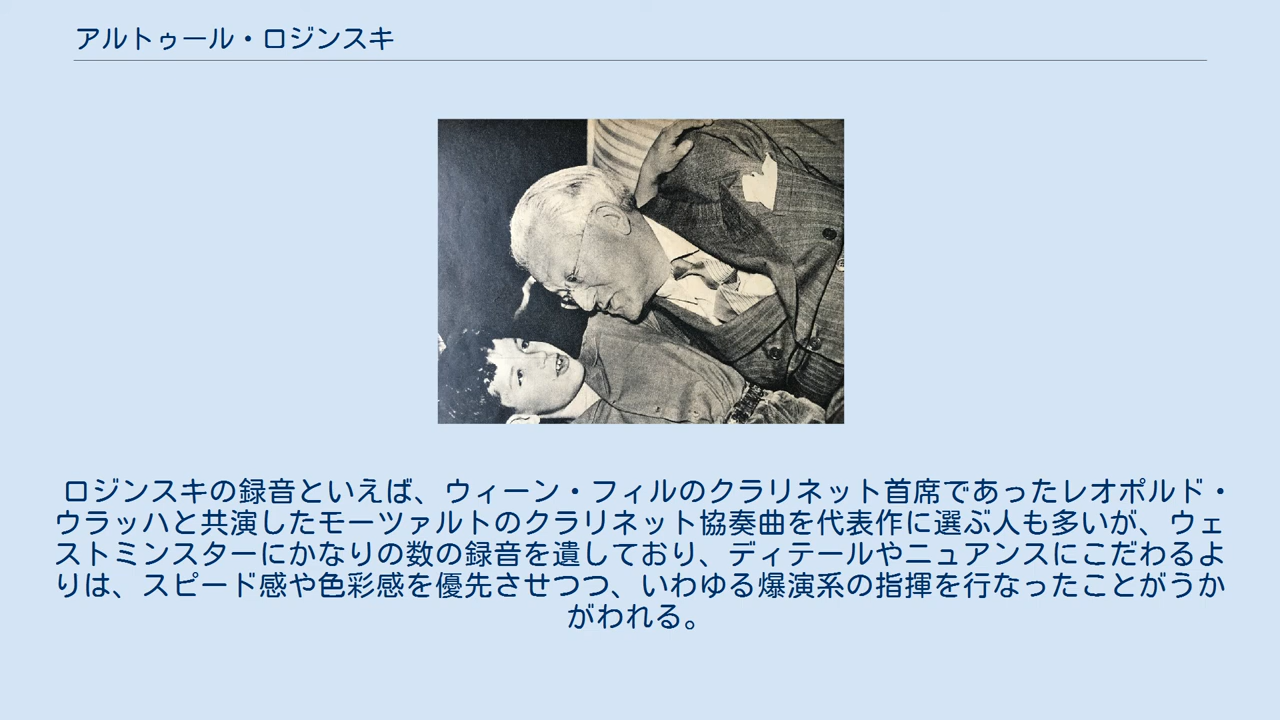 アルトゥール・ロジンスキ
ロジンスキの録音といえば、ウィーン・フィルのクラリネット首席であったレオポルド・
ウラッハと共演したモーツァルトのクラリネット協奏曲を代表作に選ぶ人も多いが、ウェ
ストミンスターにかなりの数の録音を遺しており、ディテールやニュアンスにこだわるよ
りは、スピード感や色彩感を優先させつつ、いわゆる爆演系の指揮を行なったことがうか
がわれる。